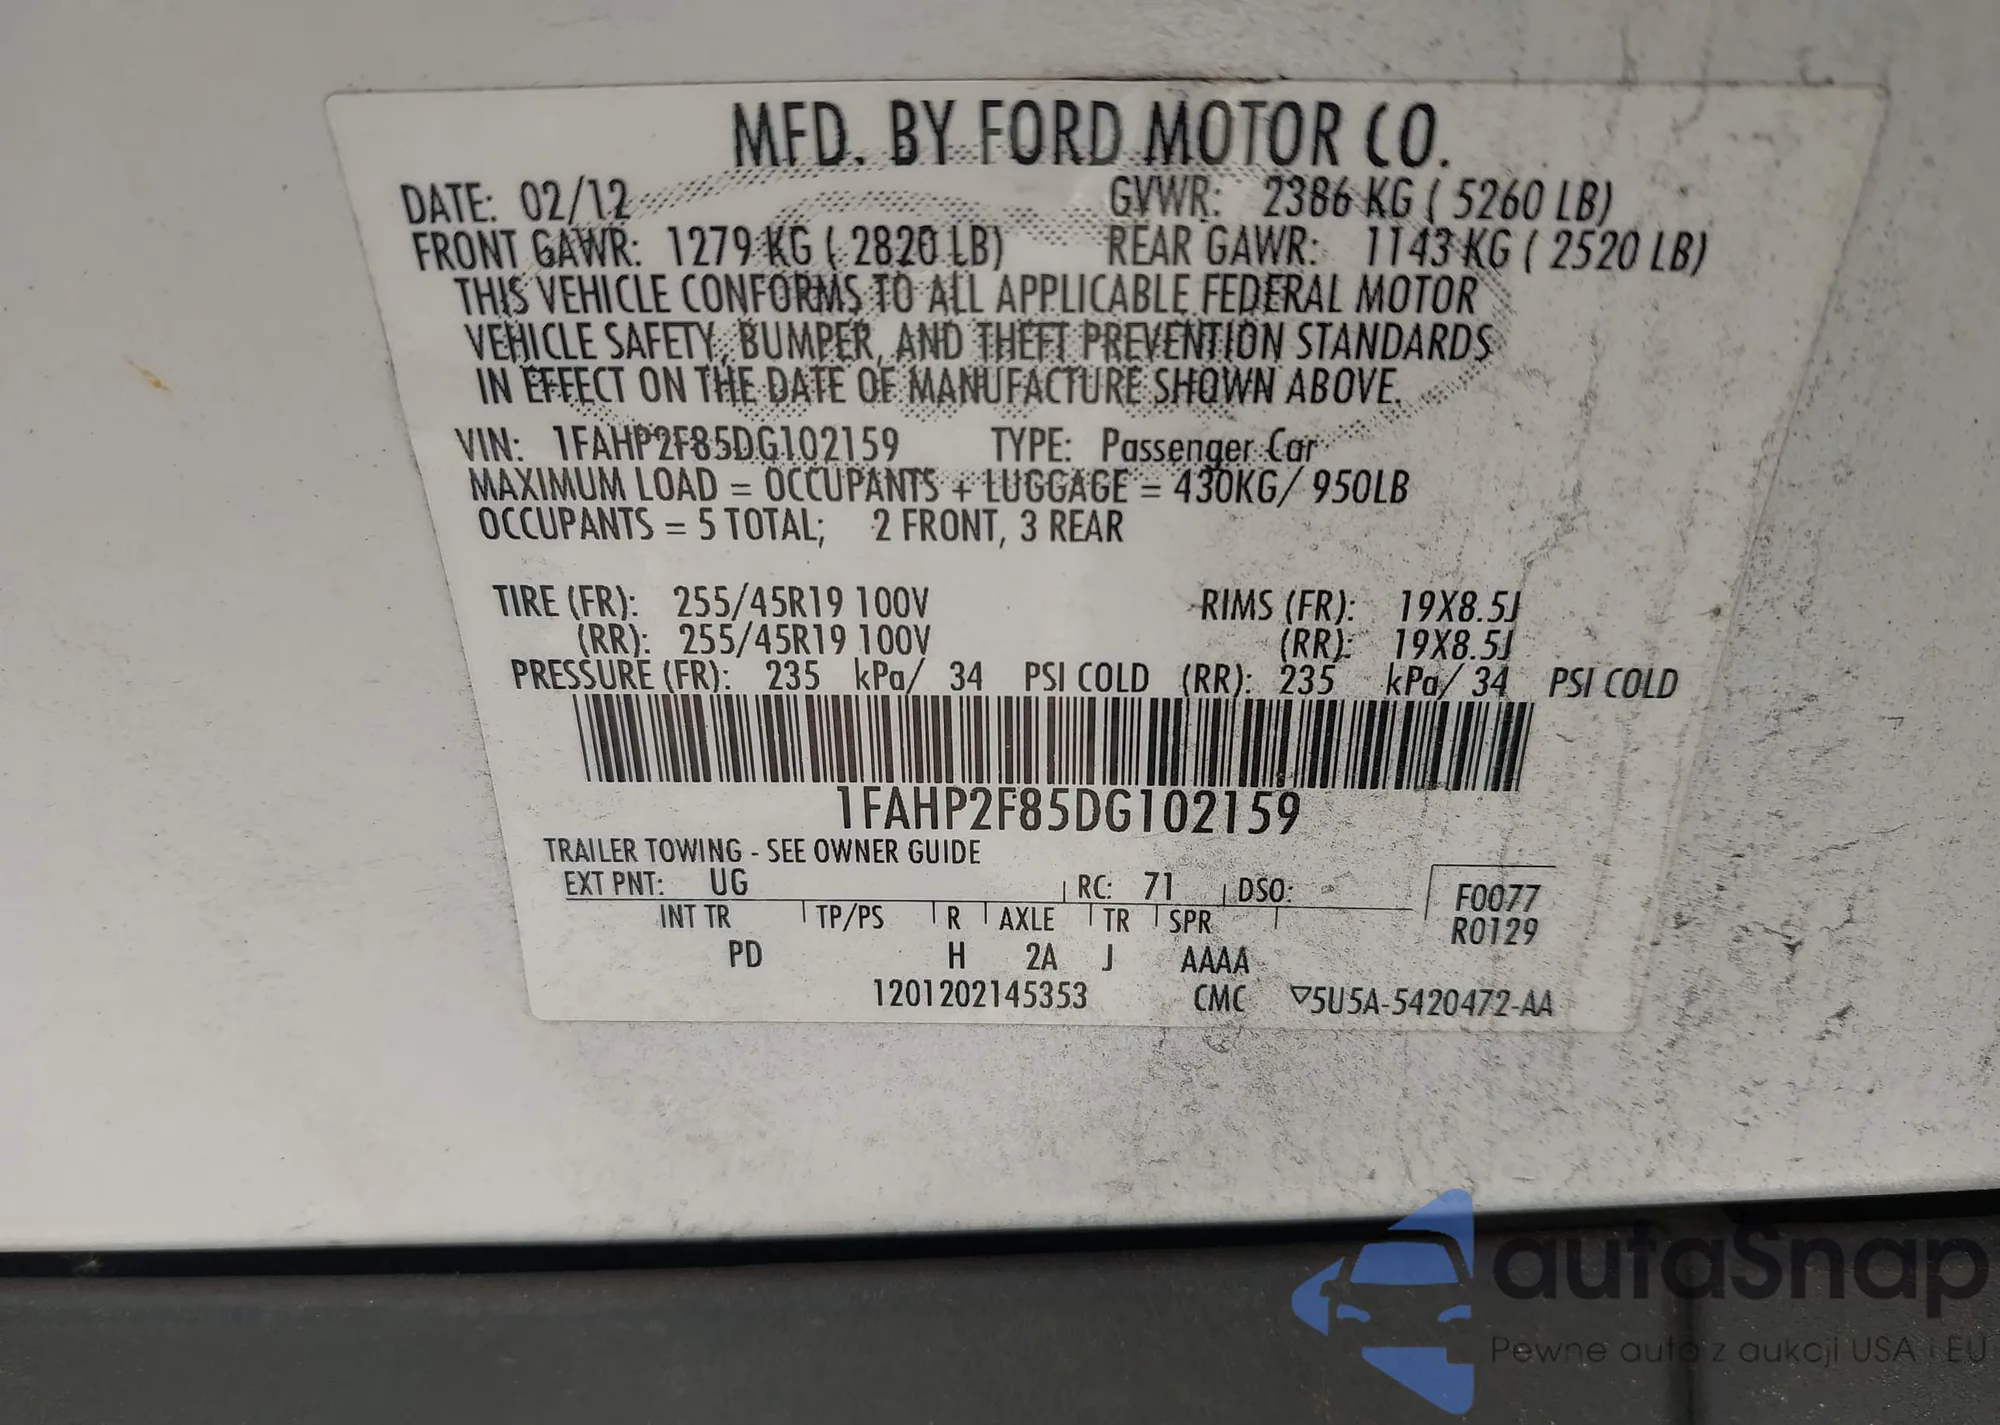 MFD. BY FORD MOTOR CO.
DATE: 02/12 GVWR: 2386 KG ( 5260 LB)
FRONT GAWR: 1279 KG ( 2820 LB) REAR GAWR: 1143 KG ( 2520 LB)
THIS VEHICLE CONFORMS TO ALL APPLICABLE FEDERAL MOTOR
VEHICLE SAFETY, BUMPER, AND THEFT PREVENTION STANDARDS
IN EFFECT ON THE DATE OF MANUFACTURE SHOWN ABOVE.
VIN: 1FAHP2F85DG102159 TYPE: Passenger Car
MAXIMUM LOAD = OCCUPANTS + LUGGAGE = 430KG/ 950LB
OCCUPANTS = 5 TOTAL; 2 FRONT, 3 REAR
TIRE (FR): 255/45R19 100V RIMS (FR): 19X8.5J
(RR): 255/45R19 100V (RR): 19X8.5J
PRESSURE (FR): 235 kPa/ 34 PSI COLD (RR): 235 kPa/ 34 PSI COLD
1FAHP2F85DG102159
TRAILER TOWING - SEE OWNER GUIDE
EXT PNT: UG RC: 71 DSO:
F0077
INT TR TP/PS R AXLE TR SPR
R0129
PD H 2A J AAAA
1201202145353 CMC ▽5U5A-5420472-AA
autaSnap
Pewne auta z aukcji USA i EU